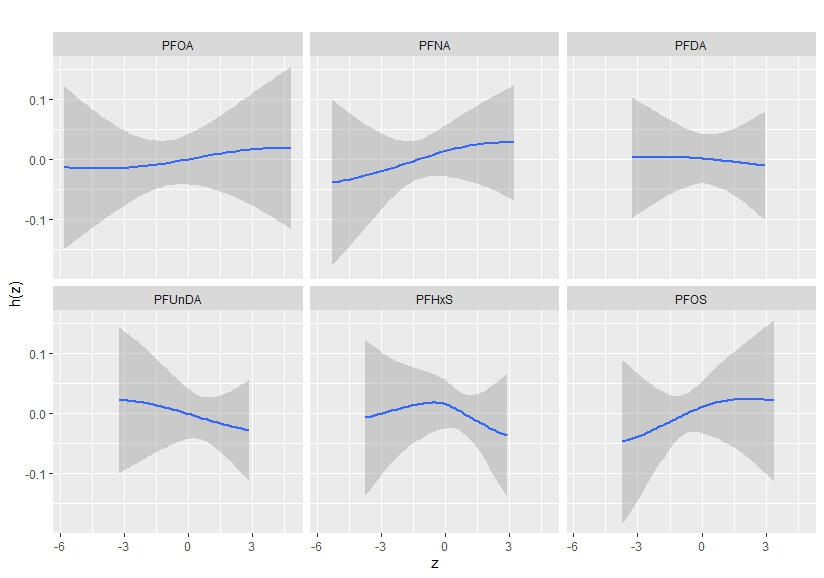 PFOA PFNA PFDA
0.1
0.0
-0.1
h(z)
PFUnDA PFHxS PFOS
0.1
0.0
-0.1
-6 -3 0 3 -6 -3 0 3 -6 -3 0 3
z